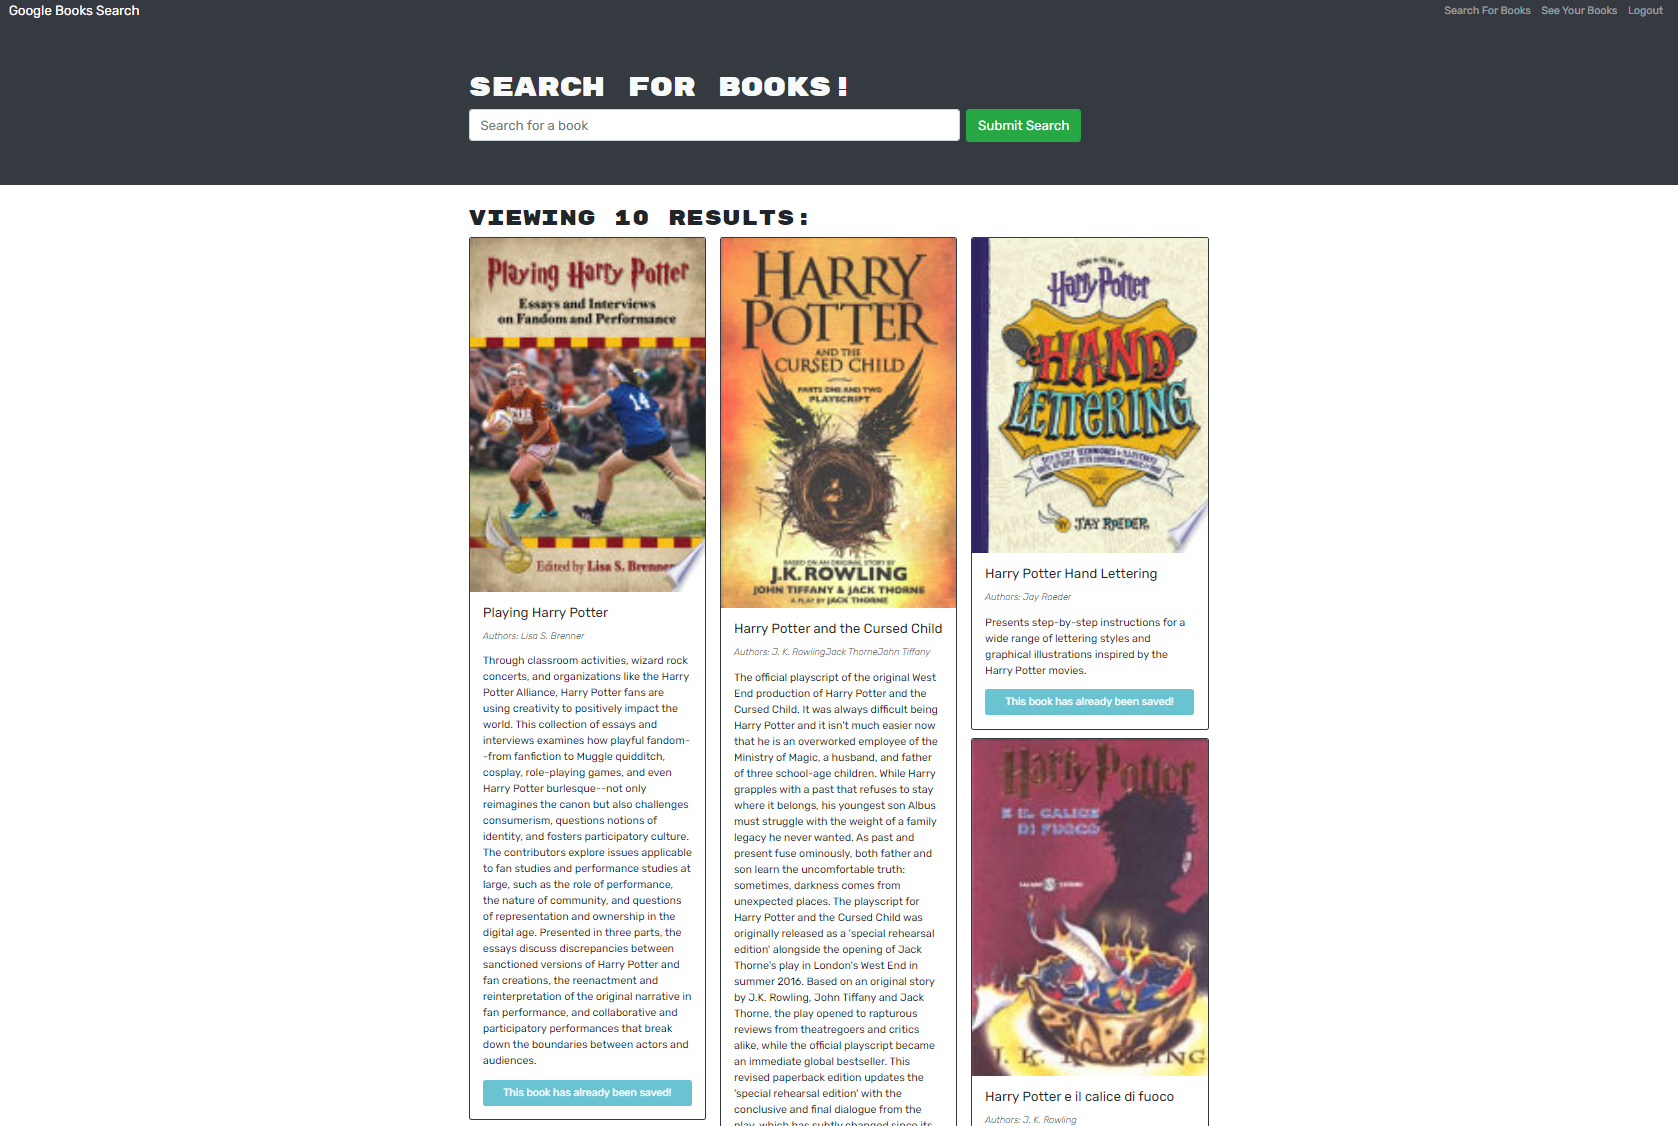 Google Books Search
Search For Books
See Your Books
Logout
SEARCH FOR BOOKS!
Search for a book
Submit Search
VIEWING 10 RESULTS:
Playing Harry Potter
Essays and Interviews
on Fandom and Performance
14
Edited by Lisa S. Brenner
Playing Harry Potter
Authors: Lisa S. Brenner
Through classroom activities, wizard rock
concerts, and organizations like the Harry
Potter Alliance, Harry Potter fans are
using creativity to positively impact the
world. This collection of essays and
interviews examines how playful fandom-
-from fanfiction to Muggle quidditch,
cosplay, role-playing games, and even
Harry Potter burlesque--not only
reimagines the canon but also challenges
consumerism, questions notions of
identity, and fosters participatory culture.
The contributors explore issues applicable
to fan studies and performance studies at
large, such as the role of performance,
the nature of community, and questions
of representation and ownership in the
digital age. Presented in three parts, the
essays discuss discrepancies between
sanctioned versions of Harry Potter and
fan creations, the reenactment and
reinterpretation of the original narrative in
fan performance, and collaborative and
participatory performances that break
down the boundaries between actors and
audiences.
This book has already been saved!
HARRY
POTTER
AND THE
CURSED CHILD
PARTS ONE AND TWO
PLAYSCRIPT
BASED ON AN ORIGINAL STORY BY
J.K. ROWLING
JOHN TIFFANY & JACK THORNE
A PLAY BY JACK THORNE
Harry Potter and the Cursed Child
Authors: J. K. RowlingJack ThorneJohn Tiffany
The official playscript of the original West
End production of Harry Potter and the
Cursed Child. It was always difficult being
Harry Potter and it isn't much easier now
that he is an overworked employee of the
Ministry of Magic, a husband, and father
of three school-age children. While Harry
grapples with a past that refuses to stay
where it belongs, his youngest son Albus
must struggle with the weight of a family
legacy he never wanted. As past and
present fuse ominously, both father and
son learn the uncomfortable truth:
sometimes, darkness comes from
unexpected places. The playscript for
Harry Potter and the Cursed Child was
originally released as a 'special rehearsal
edition' alongside the opening of Jack
Thorne's play in London's West End in
summer 2016. Based on an original story
by J.K. Rowling, John Tiffany and Jack
Thorne, the play opened to rapturous
reviews from theatregoers and critics
alike, while the official playscript became
an immediate global bestseller. This
revised paperback edition updates the
'special rehearsal edition' with the
conclusive and final dialogue from the
play, which has subtly changed since its
Harry Potter
HAND
LETTERING
BY JAY ROEDER
Harry Potter Hand Lettering
Authors: Jay Roeder
Presents step-by-step instructions for a
wide range of lettering styles and
graphical illustrations inspired by the
Harry Potter movies.
This book has already been saved!
Harry Potter
E IL CALICE
DI FUOCO
J. K. ROWLING
Harry Potter e il calice di fuoco
Authors: J. K. Rowling